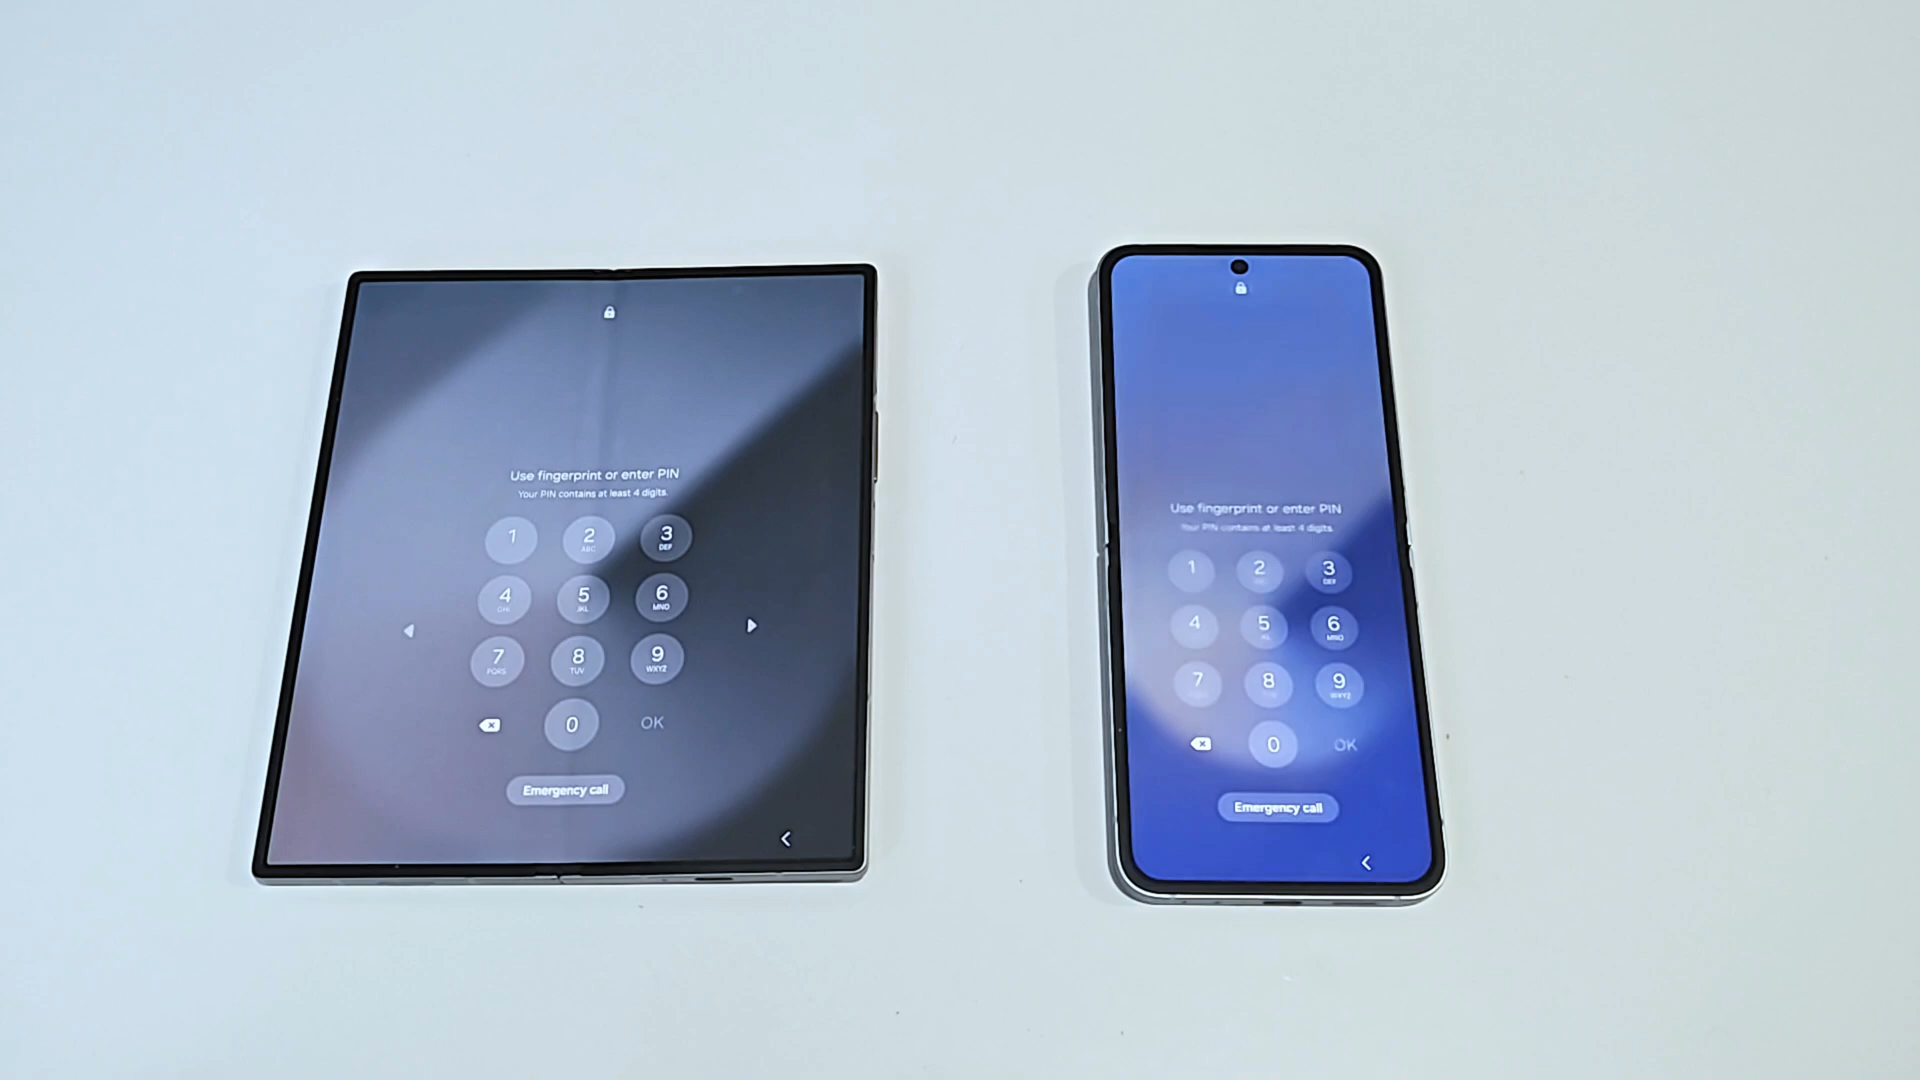 Use fingerprint or enter PIN
Your PIN contains at least 4 digits.
1
2
ABC
3
DEF
4
GHI
5
JKL
6
MNO
7
PQRS
8
TUV
9
WXYZ
0
OK
Emergency call
Use fingerprint or enter PIN
Your PIN contains at least 4 digits.
1
2
3
DEF
4
5
JKL
6
MNO
7
8
9
WXYZ
0
OK
Emergency call